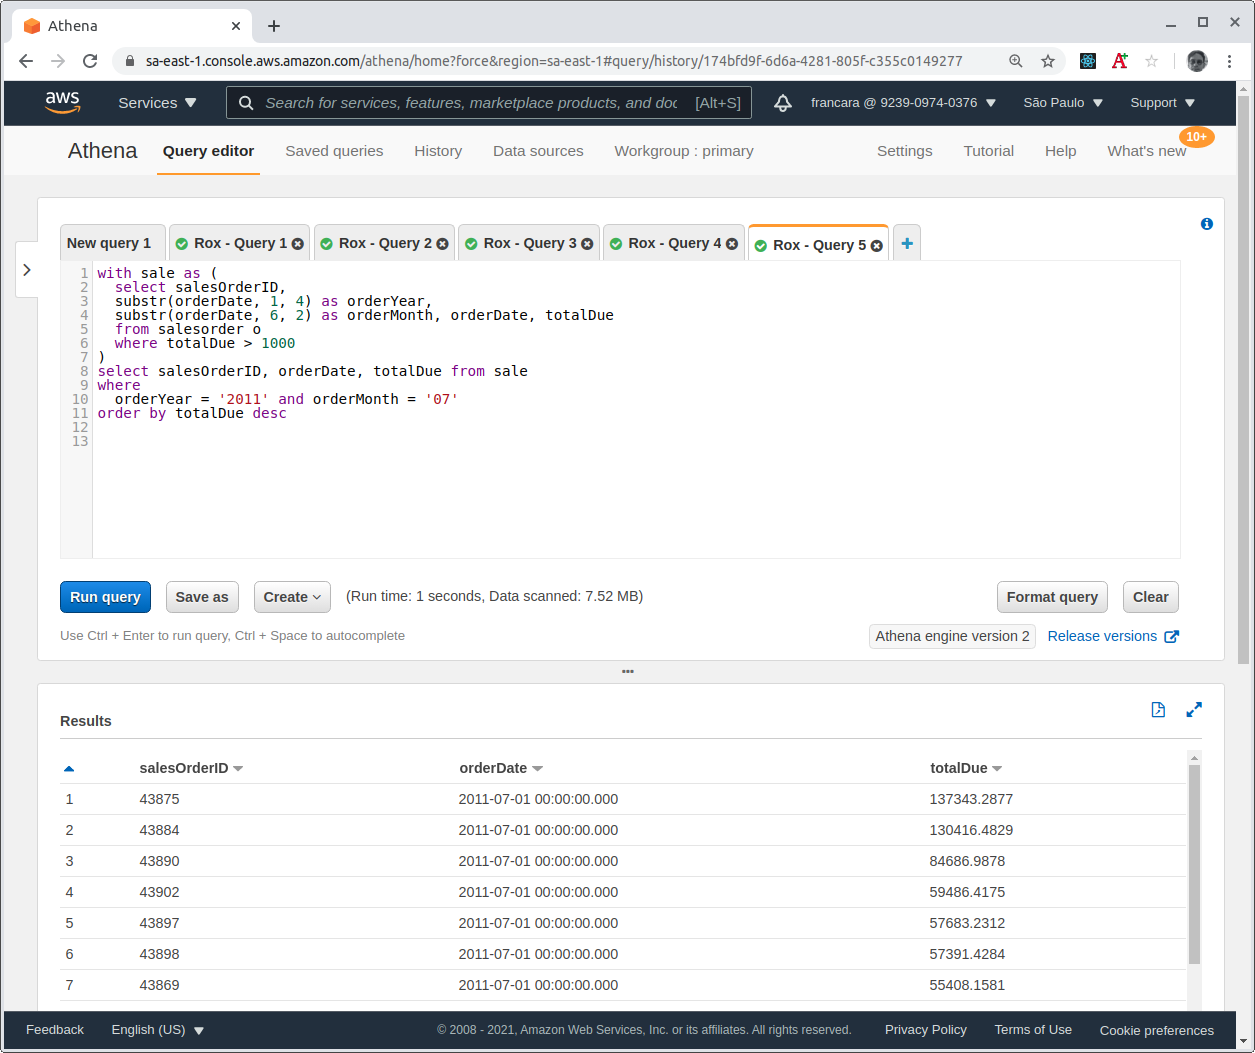 Athena
sa-east-1.console.aws.amazon.com/athena/home?force&region=sa-east-1#query/history/174bfd9f-6d6a-4281-805f-c355c0149277
aws Services Search for services, features, marketplace products, and doc [Alt+S] francara @ 9239-0974-0376 São Paulo Support
10+
Athena Query editor Saved queries History Data sources Workgroup : primary Settings Tutorial Help What's new
New query 1 Rox - Query 1 Rox - Query 2 Rox - Query 3 Rox - Query 4 Rox - Query 5
1 with sale as (
2 select salesOrderID,
3 substr(orderDate, 1, 4) as orderYear,
4 substr(orderDate, 6, 2) as orderMonth, orderDate, totalDue
5 from salesorder o
6 where totalDue > 1000
7 )
8 select salesOrderID, orderDate, totalDue from sale
9 where
10 orderYear = '2011' and orderMonth = '07'
11 order by totalDue desc
12
13
Run query Save as Create (Run time: 1 seconds, Data scanned: 7.52 MB) Format query Clear
Use Ctrl + Enter to run query, Ctrl + Space to autocomplete Athena engine version 2 Release versions
Results
salesOrderID orderDate totalDue
1 43875 2011-07-01 00:00:00.000 137343.2877
2 43884 2011-07-01 00:00:00.000 130416.4829
3 43890 2011-07-01 00:00:00.000 84686.9878
4 43902 2011-07-01 00:00:00.000 59486.4175
5 43897 2011-07-01 00:00:00.000 57683.2312
6 43898 2011-07-01 00:00:00.000 57391.4284
7 43869 2011-07-01 00:00:00.000 55408.1581
Feedback English (US) © 2008 - 2021, Amazon Web Services, Inc. or its affiliates. All rights reserved. Privacy Policy Terms of Use Cookie preferences